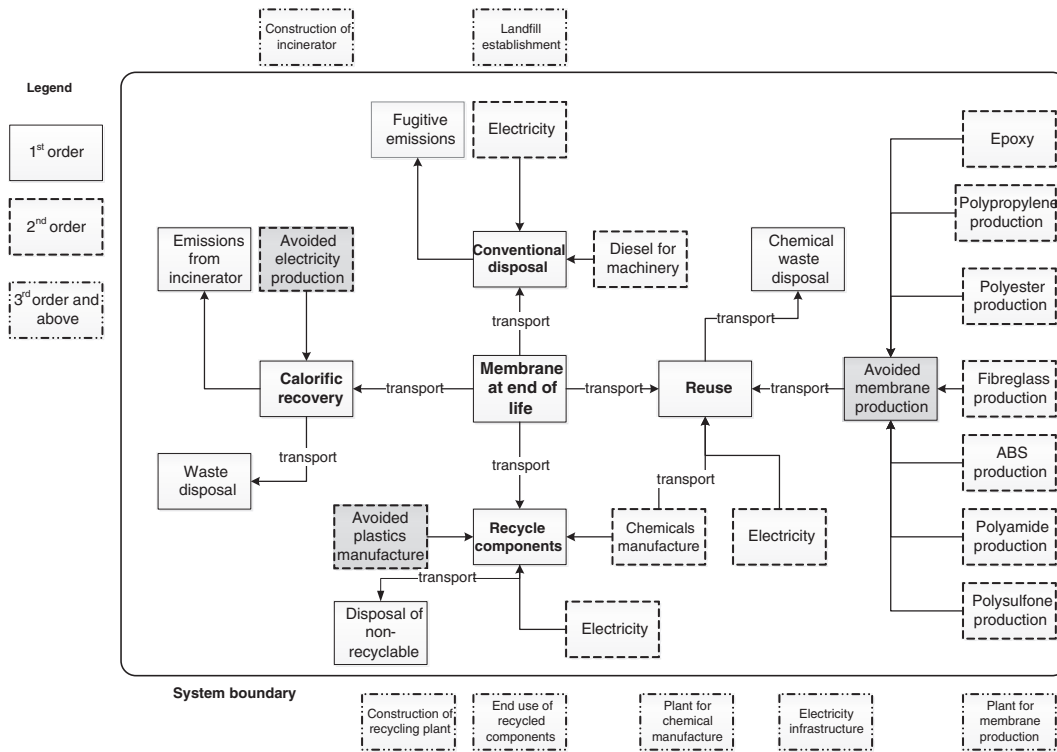 Construction of
incinerator
Landfill
establishment
Legend
1st order
2nd order
3rd order and
above
Fugitive
emissions
Electricity
Epoxy
Polypropylene
production
Emissions
from
incinerator
Avoided
electricity
production
Conventional
disposal
Diesel for
machinery
Chemical
waste
disposal
Polyester
production
transport
transport
Calorific
recovery
transport
Membrane
at end of
life
transport
Reuse
transport
Avoided
membrane
production
Fibreglass
production
transport
Waste
disposal
transport
transport
ABS
production
Avoided
plastics
manufacture
Recycle
components
Chemicals
manufacture
Electricity
Polyamide
production
transport
Disposal of
non-
recyclable
Electricity
Polysulfone
production
System boundary
Construction of
recycling plant
End use of
recycled
components
Plant for
chemical
manufacture
Electricity
infrastructure
Plant for
membrane
production